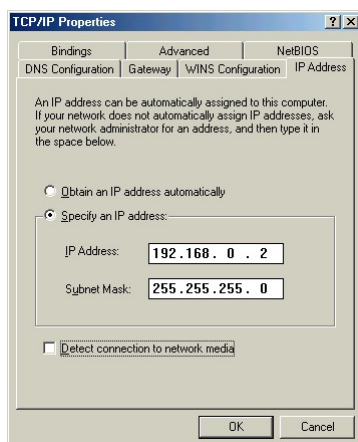 TCP/IP Properties
Bindings Advanced NetBIOS
DNS Configuration Gateway WINS Configuration IP Address
An IP address can be automatically assigned to this computer.
If your network does not automatically assign IP addresses, ask
your network administrator for an address, and then type it in
the space below.
Obtain an IP address automatically
Specify an IP address:
IP Address: 192.168. 0 . 2
Subnet Mask: 255.255.255. 0
Detect connection to network media
OK Cancel